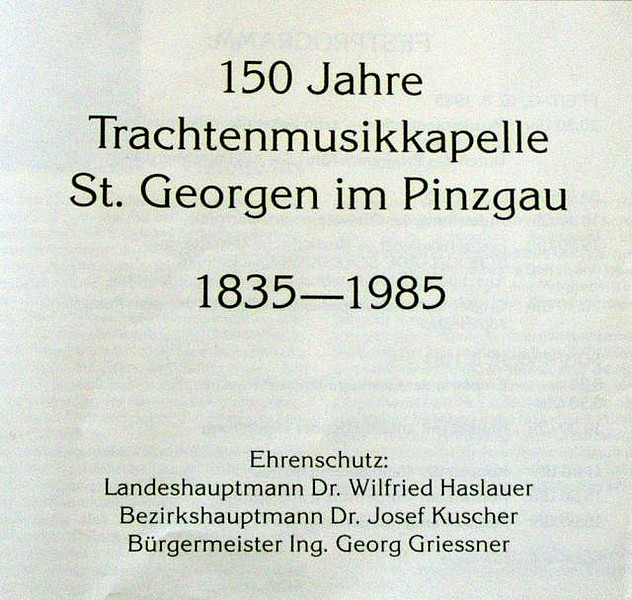 150 Jahre
Trachtenmusikkapelle
St. Georgen im Pinzgau
1835—1985
Ehrenschutz:
Landeshauptmann Dr. Wilfried Haslauer
Bezirkshauptmann Dr. Josef Kuscher
Bürgermeister Ing. Georg Griessner